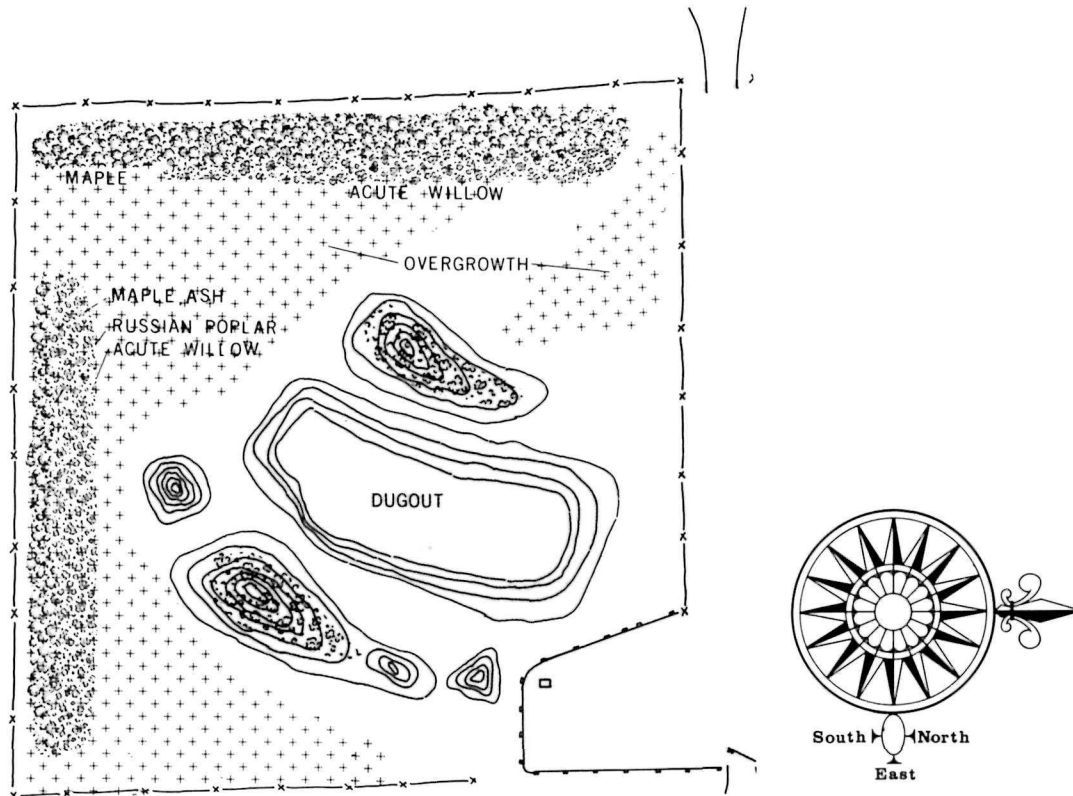 MAPLE
ACUTE WILLOW
OVERGROWTH
MAPLE ASH
RUSSIAN POPLAR
ACUTE WILLOW
DUGOUT
South North
East